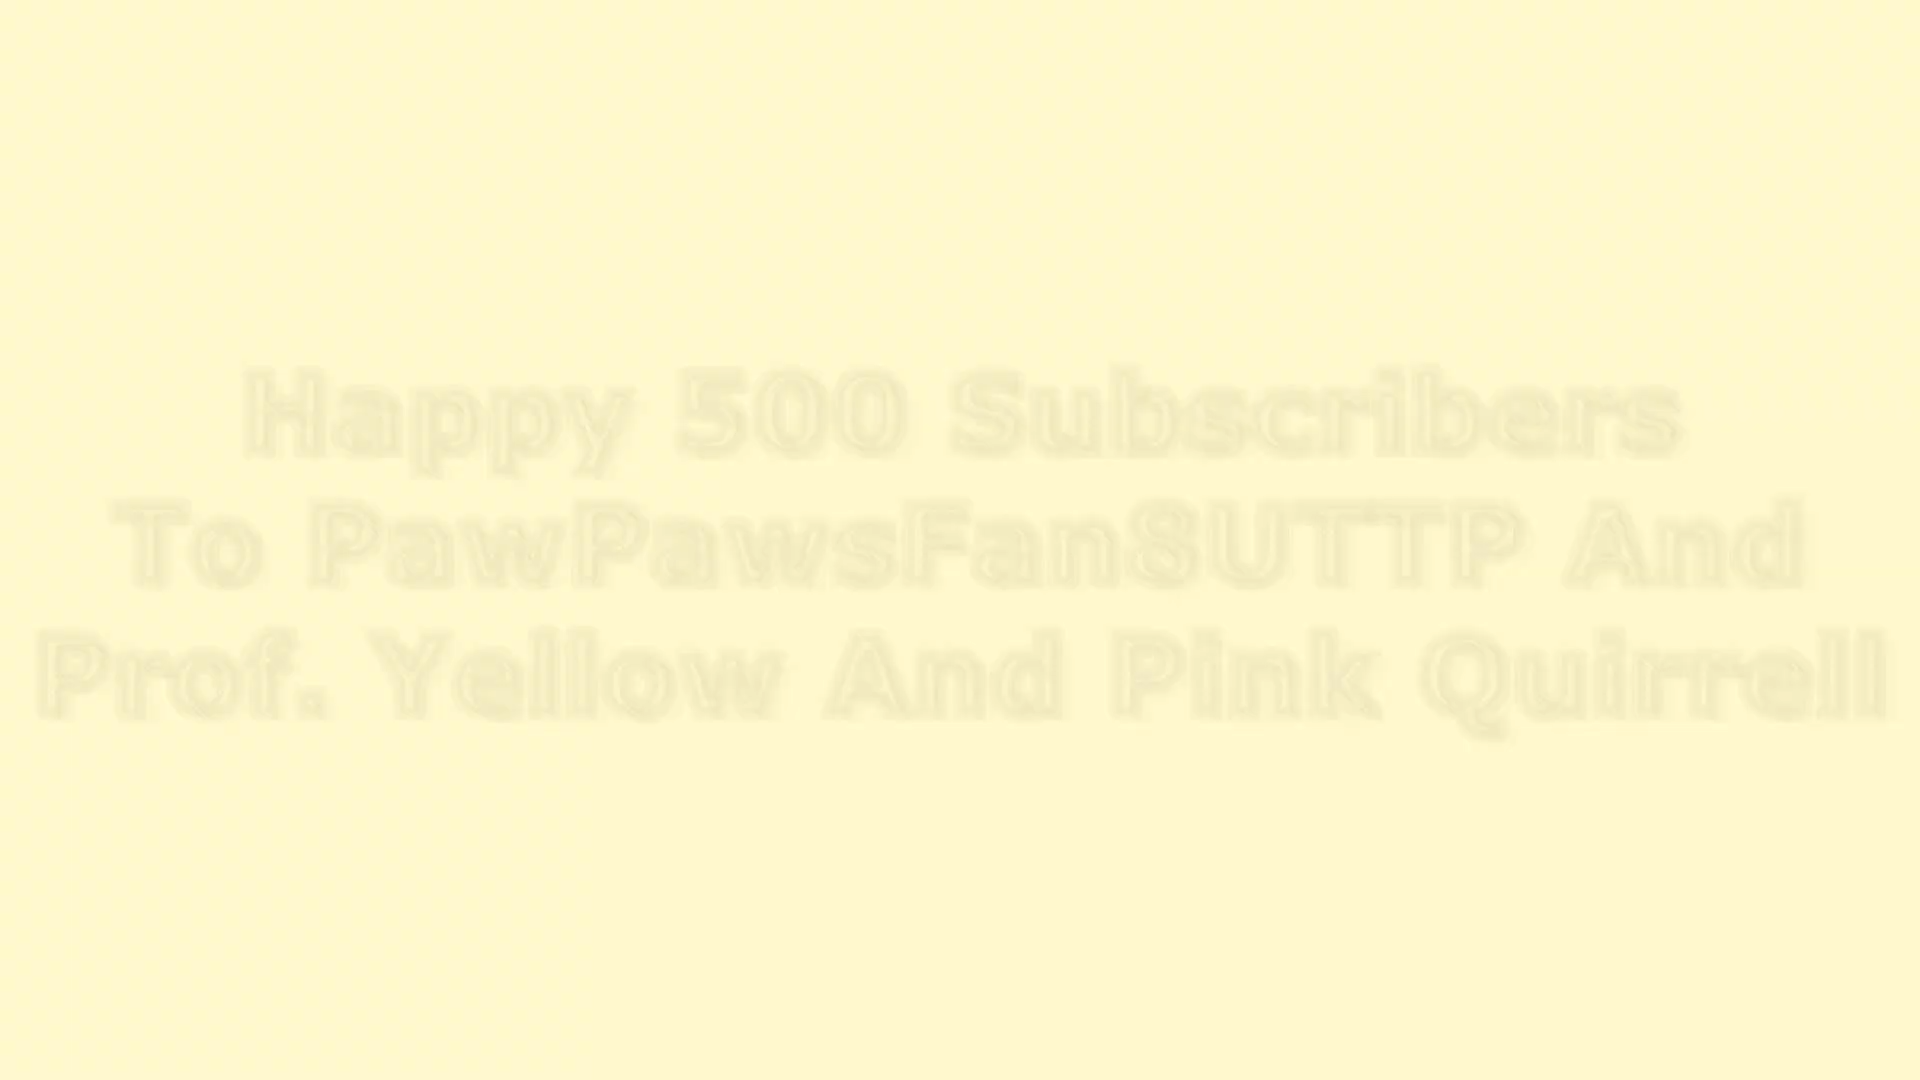 Happy 500 Subscribers
To PawPawsFan8UTTP And
Prof. Yellow And Pink Quirrell